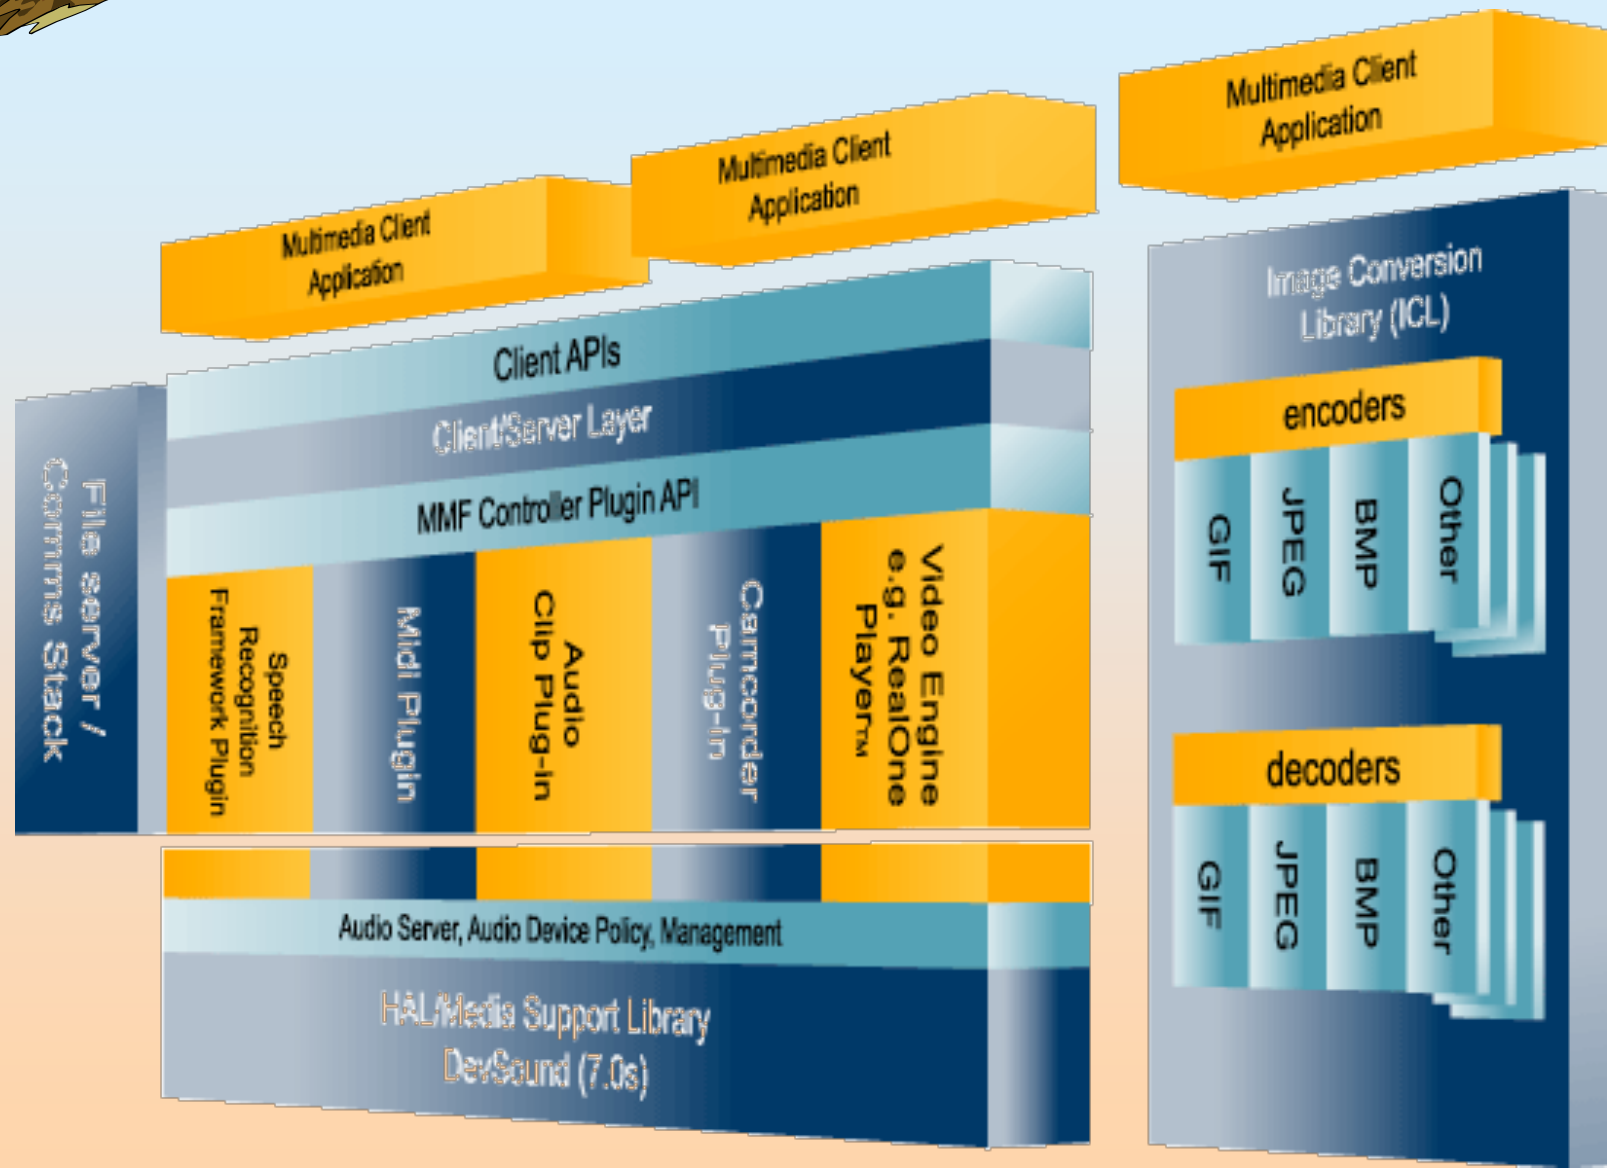 Multimedia Client
Application
Multimedia Client
Application
Multimedia Client
Application
Client APIs
Client/Server Layer
MMF Controller Plugin API
File server /
Comms Stack
Speech
Recognition
Framework Plugin
Midi Plugin
Audio
Clip Plug-in
Camcorder
Plug-In
Video Engine
e.g. RealOne
Player™
Audio Server, Audio Device Policy, Management
HAL/Media Support Library
DevSound (7.0s)
Image Conversion
Library (ICL)
encoders
GIF
JPEG
BMP
Other
decoders
GIF
JPEG
BMP
Other